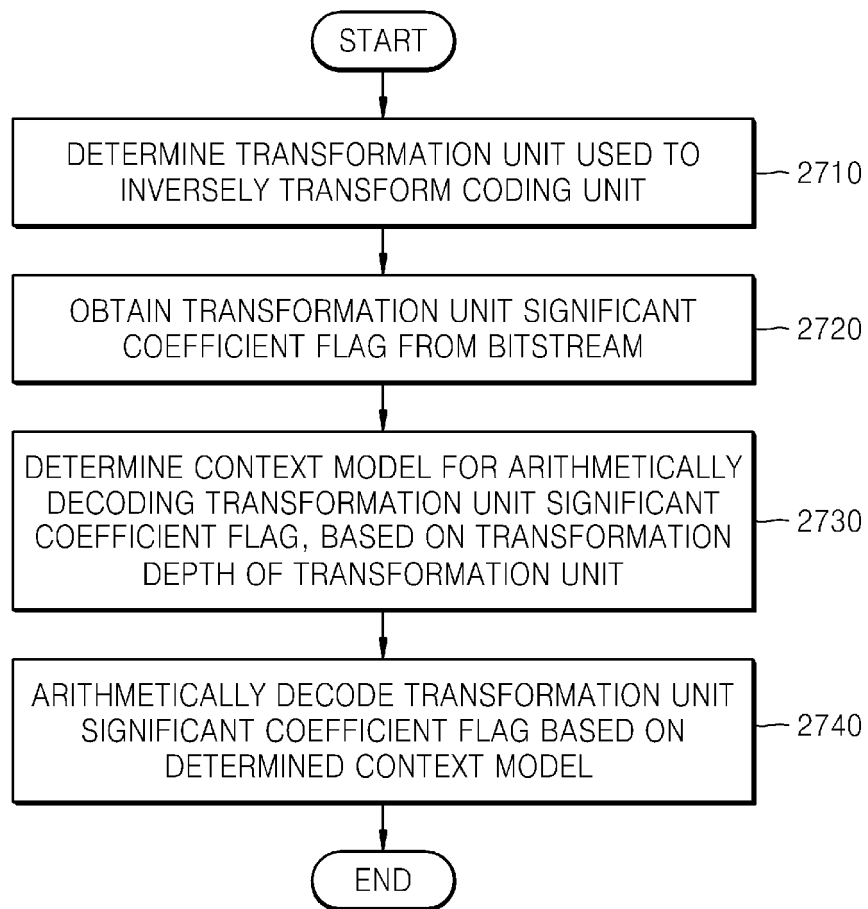 START
DETERMINE TRANSFORMATION UNIT USED TO
INVERSELY TRANSFORM CODING UNIT
2710
OBTAIN TRANSFORMATION UNIT SIGNIFICANT
COEFFICIENT FLAG FROM BITSTREAM
2720
DETERMINE CONTEXT MODEL FOR ARITHMETICALLY
DECODING TRANSFORMATION UNIT SIGNIFICANT
COEFFICIENT FLAG, BASED ON TRANSFORMATION
DEPTH OF TRANSFORMATION UNIT
2730
ARITHMETICALLY DECODE TRANSFORMATION UNIT
SIGNIFICANT COEFFICIENT FLAG BASED ON
DETERMINED CONTEXT MODEL
2740
END